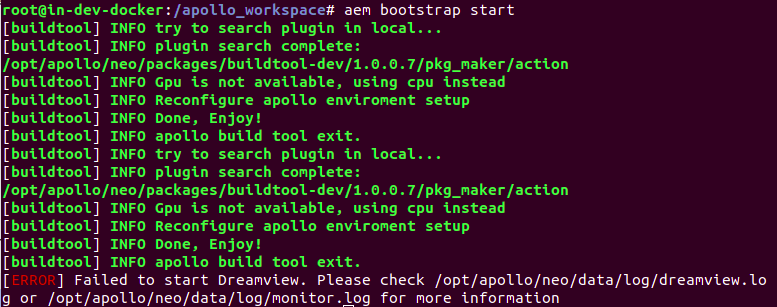 root@in-dev-docker:/apollo_workspace# aem bootstrap start
[buildtool] INFO try to search plugin in local...
[buildtool] INFO plugin search complete:
/opt/apollo/neo/packages/buildtool-dev/1.0.0.7/pkg_maker/action
[buildtool] INFO Gpu is not available, using cpu instead
[buildtool] INFO Reconfigure apollo enviroment setup
[buildtool] INFO Done, Enjoy!
[buildtool] INFO apollo build tool exit.
[buildtool] INFO try to search plugin in local...
[buildtool] INFO plugin search complete:
/opt/apollo/neo/packages/buildtool-dev/1.0.0.7/pkg_maker/action
[buildtool] INFO Gpu is not available, using cpu instead
[buildtool] INFO Reconfigure apollo enviroment setup
[buildtool] INFO Done, Enjoy!
[buildtool] INFO apollo build tool exit.
[ERROR] Failed to start Dreamview. Please check /opt/apollo/neo/data/log/dreamview.lo
g or /opt/apollo/neo/data/log/monitor.log for more information